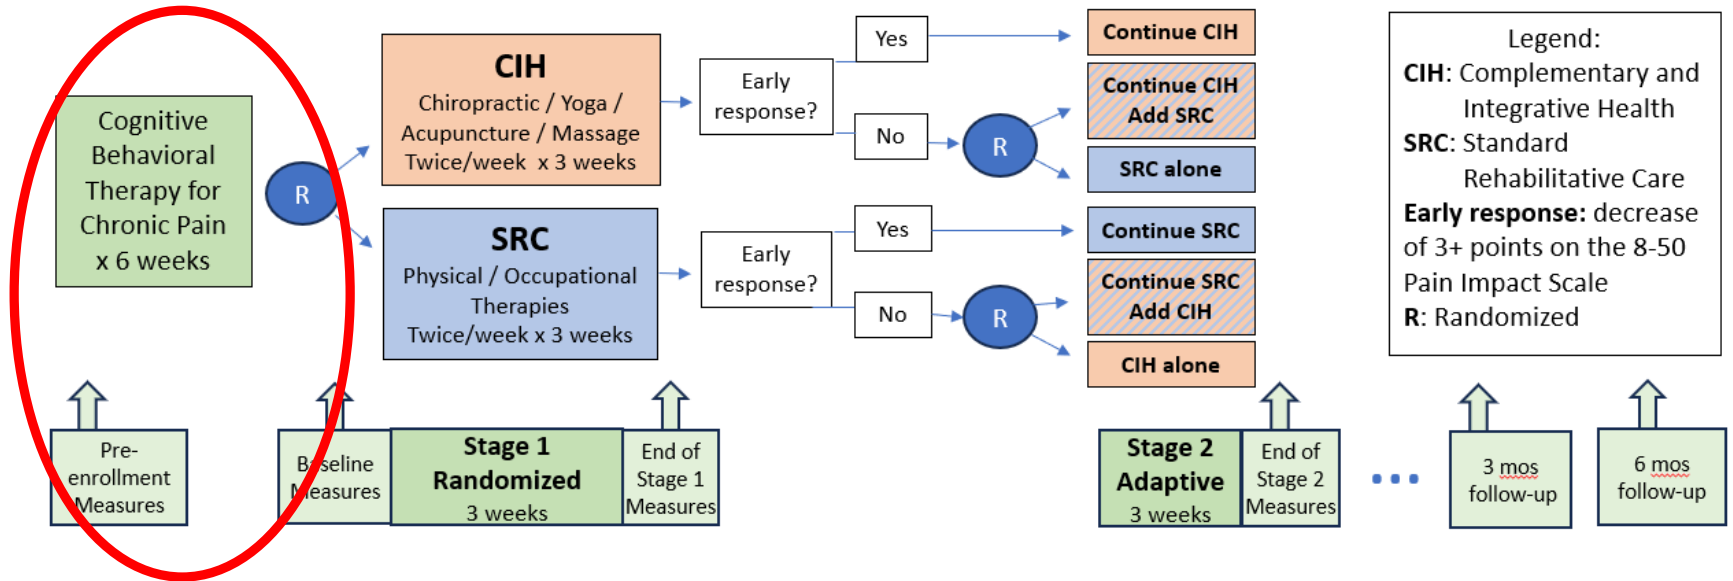 Cognitive
Behavioral
Therapy for
Chronic Pain
x 6 weeks
R
CIH
Chiropractic / Yoga /
Acupuncture / Massage
Twice/week x 3 weeks
SRC
Physical / Occupational
Therapies
Twice/week x 3 weeks
Early
response?
Yes
No
R
Early
response?
Yes
No
R
Continue CIH
Continue CIH
Add SRC
SRC alone
Continue SRC
Continue SRC
Add CIH
CIH alone
Legend:
CIH: Complementary and
Integrative Health
SRC: Standard
Rehabilitative Care
Early response: decrease
of 3+ points on the 8-50
Pain Impact Scale
R: Randomized
Pre-
enrollment
Measures
Baseline
Measures
Stage 1
Randomized
3 weeks
End of
Stage 1
Measures
Stage 2
Adaptive
3 weeks
End of
Stage 2
Measures
3 mos
follow-up
6 mos
follow-up